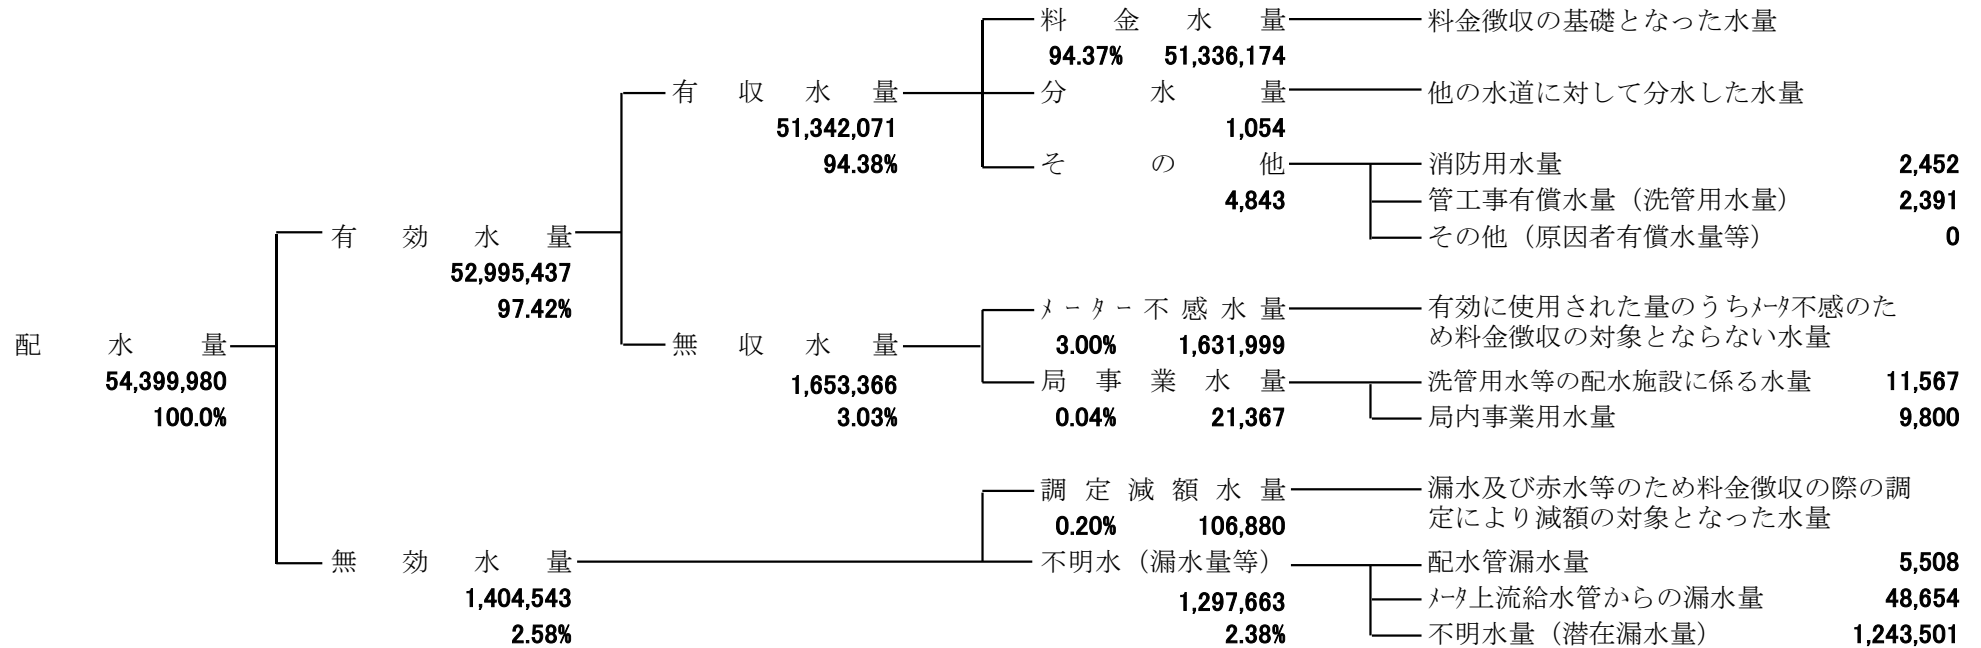 料金水量 料金徴収の基礎となった水量
94.37% 51,336,174
有収水量 分水量 他の水道に対して分水した水量
51,342,071 1,054
94.38% その他 消防用水量 2,452
4,843 管工事有償水量（洗管用水量） 2,391
有効水量 その他（原因者有償水量等） 0
52,995,437
97.42% メーター不感水量 有効に使用された量のうちメータ不感のた
配水量 無収水量 3.00% 1,631,999 め料金徴収の対象とならない水量
54,399,980 1,653,366 局事業水量 洗管用水等の配水施設に係る水量 11,567
100.0% 3.03% 0.04% 21,367 局内事業用水量 9,800
調定減額水量 漏水及び赤水等のため料金徴収の際の調
0.20% 106,880 定により減額の対象となった水量
無効水量 不明水（漏水量等） 配水管漏水量 5,508
1,404,543 1,297,663 メータ上流給水管からの漏水量 48,654
2.58% 2.38% 不明水量（潜在漏水量） 1,243,501